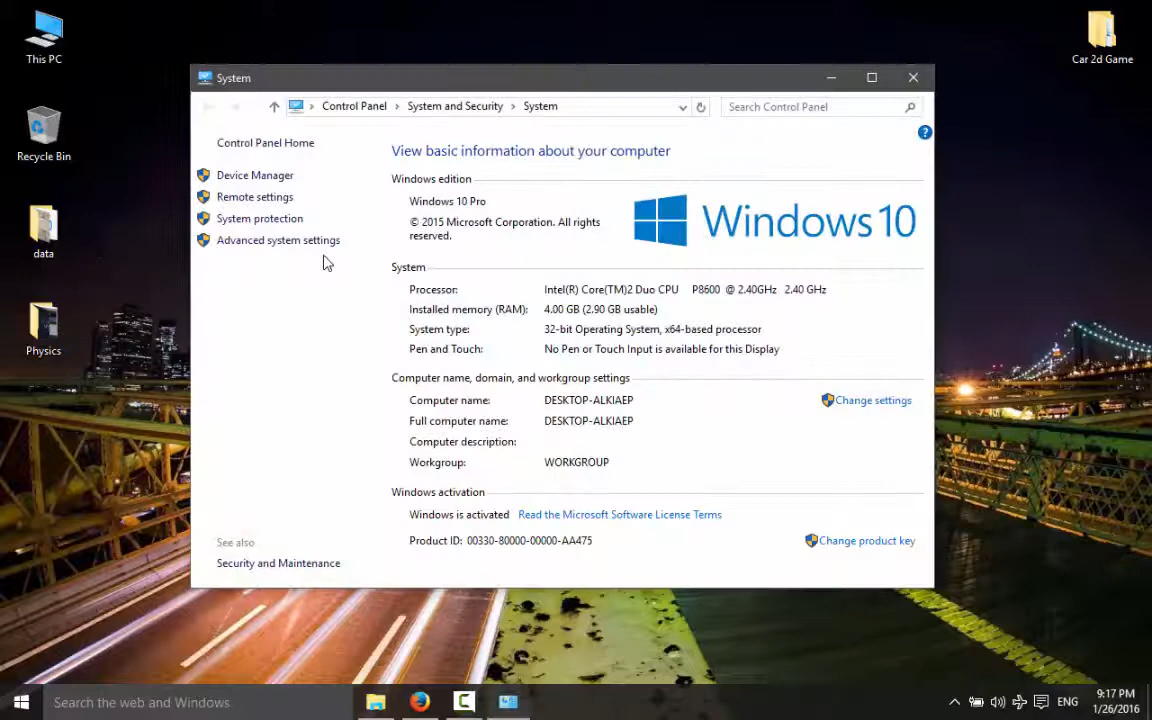 This PC
Recycle Bin
data
Physics
Car 2d Game
System
Control Panel > System and Security > System
Search Control Panel
?
Control Panel Home
Device Manager
Remote settings
System protection
Advanced system settings
See also
Security and Maintenance
View basic information about your computer
Windows edition
Windows 10 Pro
© 2015 Microsoft Corporation. All rights
reserved.
Windows 10
System
Processor: Intel(R) Core(TM)2 Duo CPU P8600 @ 2.40GHz 2.40 GHz
Installed memory (RAM): 4.00 GB (2.90 GB usable)
System type: 32-bit Operating System, x64-based processor
Pen and Touch: No Pen or Touch Input is available for this Display
Computer name, domain, and workgroup settings
Computer name: DESKTOP-ALKIAEP
Change settings
Full computer name: DESKTOP-ALKIAEP
Computer description:
Workgroup: WORKGROUP
Windows activation
Windows is activated Read the Microsoft Software License Terms
Product ID: 00330-80000-00000-AA475
Change product key
Search the web and Windows
ENG
9:17 PM
1/26/2016